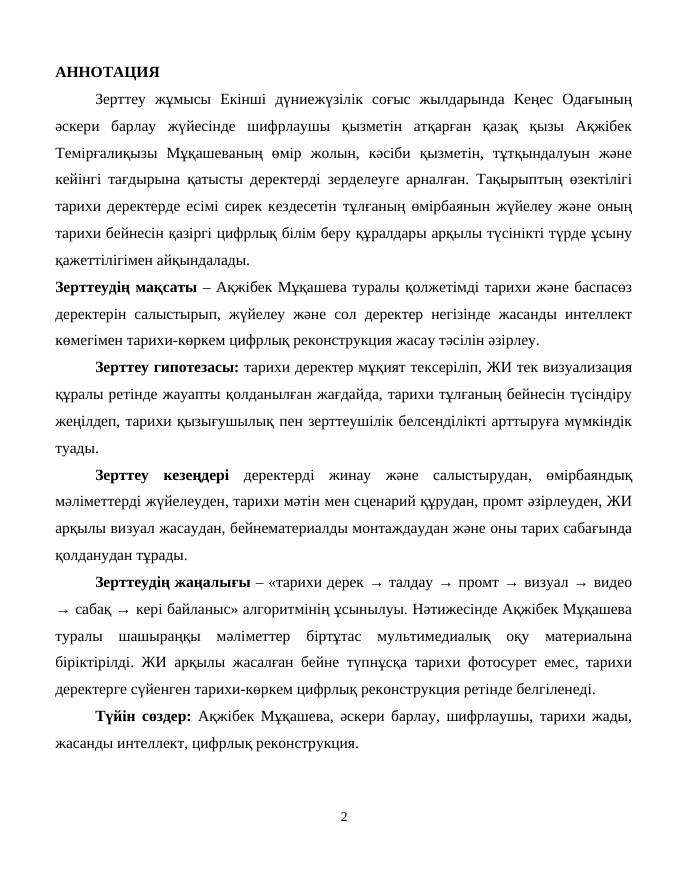 АННОТАЦИЯ
Зерттеу жұмысы Екінші дүниежүзілік соғыс жылдарында Кеңес Одағының
әскери барлау жүйесінде шифрлаушы қызметін атқарған қазақ қызы Ақжібек
Темірғалиқызы Мұқашеваның өмір жолын, кәсіби қызметін, тұтқындалуын және
кейінгі тағдырына қатысты деректерді зерделеуге арналған. Тақырыптың өзектілігі
тарихи деректерде есімі сирек кездесетін тұлғаның өмірбаянын жүйелеу және оның
тарихи бейнесін қазіргі цифрлық білім беру құралдары арқылы түсінікті түрде ұсыну
қажеттілігімен айқындалады.
Зерттеудің мақсаты – Ақжібек Мұқашева туралы қолжетімді тарихи және баспасөз
деректерін салыстырып, жүйелеу және сол деректер негізінде жасанды интеллект
көмегімен тарихи-көркем цифрлық реконструкция жасау тәсілін әзірлеу.
Зерттеу гипотезасы: тарихи деректер мұқият тексеріліп, ЖИ тек визуализация
құралы ретінде жауапты қолданылған жағдайда, тарихи тұлғаның бейнесін түсіндіру
жеңілдеп, тарихи қызығушылық пен зерттеушілік белсенділікті арттыруға мүмкіндік
туады.
Зерттеу кезеңдері деректерді жинау және салыстырудан, өмірбаяндық
мәліметтерді жүйелеуден, тарихи мәтін мен сценарий құрудан, промт әзірлеуден, ЖИ
арқылы визуал жасаудан, бейнематериалды монтаждаудан және оны тарих сабағында
қолданудан тұрады.
Зерттеудің жаңалығы – «тарихи дерек → талдау → промт → визуал → видео
→ сабақ → кері байланыс» алгоритмінің ұсынылуы. Нәтижесінде Ақжібек Мұқашева
туралы шашыраңқы мәліметтер біртұтас мультимедиалық оқу материалына
біріктірілді. ЖИ арқылы жасалған бейне түпнұсқа тарихи фотосурет емес, тарихи
деректерге сүйенген тарихи-көркем цифрлық реконструкция ретінде белгіленеді.
Түйін сөздер: Ақжібек Мұқашева, әскери барлау, шифрлаушы, тарихи жады,
жасанды интеллект, цифрлық реконструкция.
2